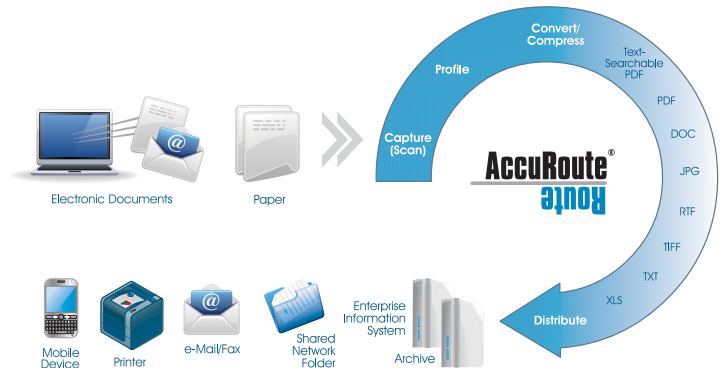 Convert/
Compress
Text-
Searchable
PDF
Profile
PDF
Capture
(Scan)
DOC
AccuRoute®
Route
JPG
RTF
TIFF
TXT
XLS
Distribute
@
Electronic Documents
Paper
Mobile
Device
Printer
@
e-Mail/Fax
Shared
Network
Folder
Enterprise
Information
System
Archive